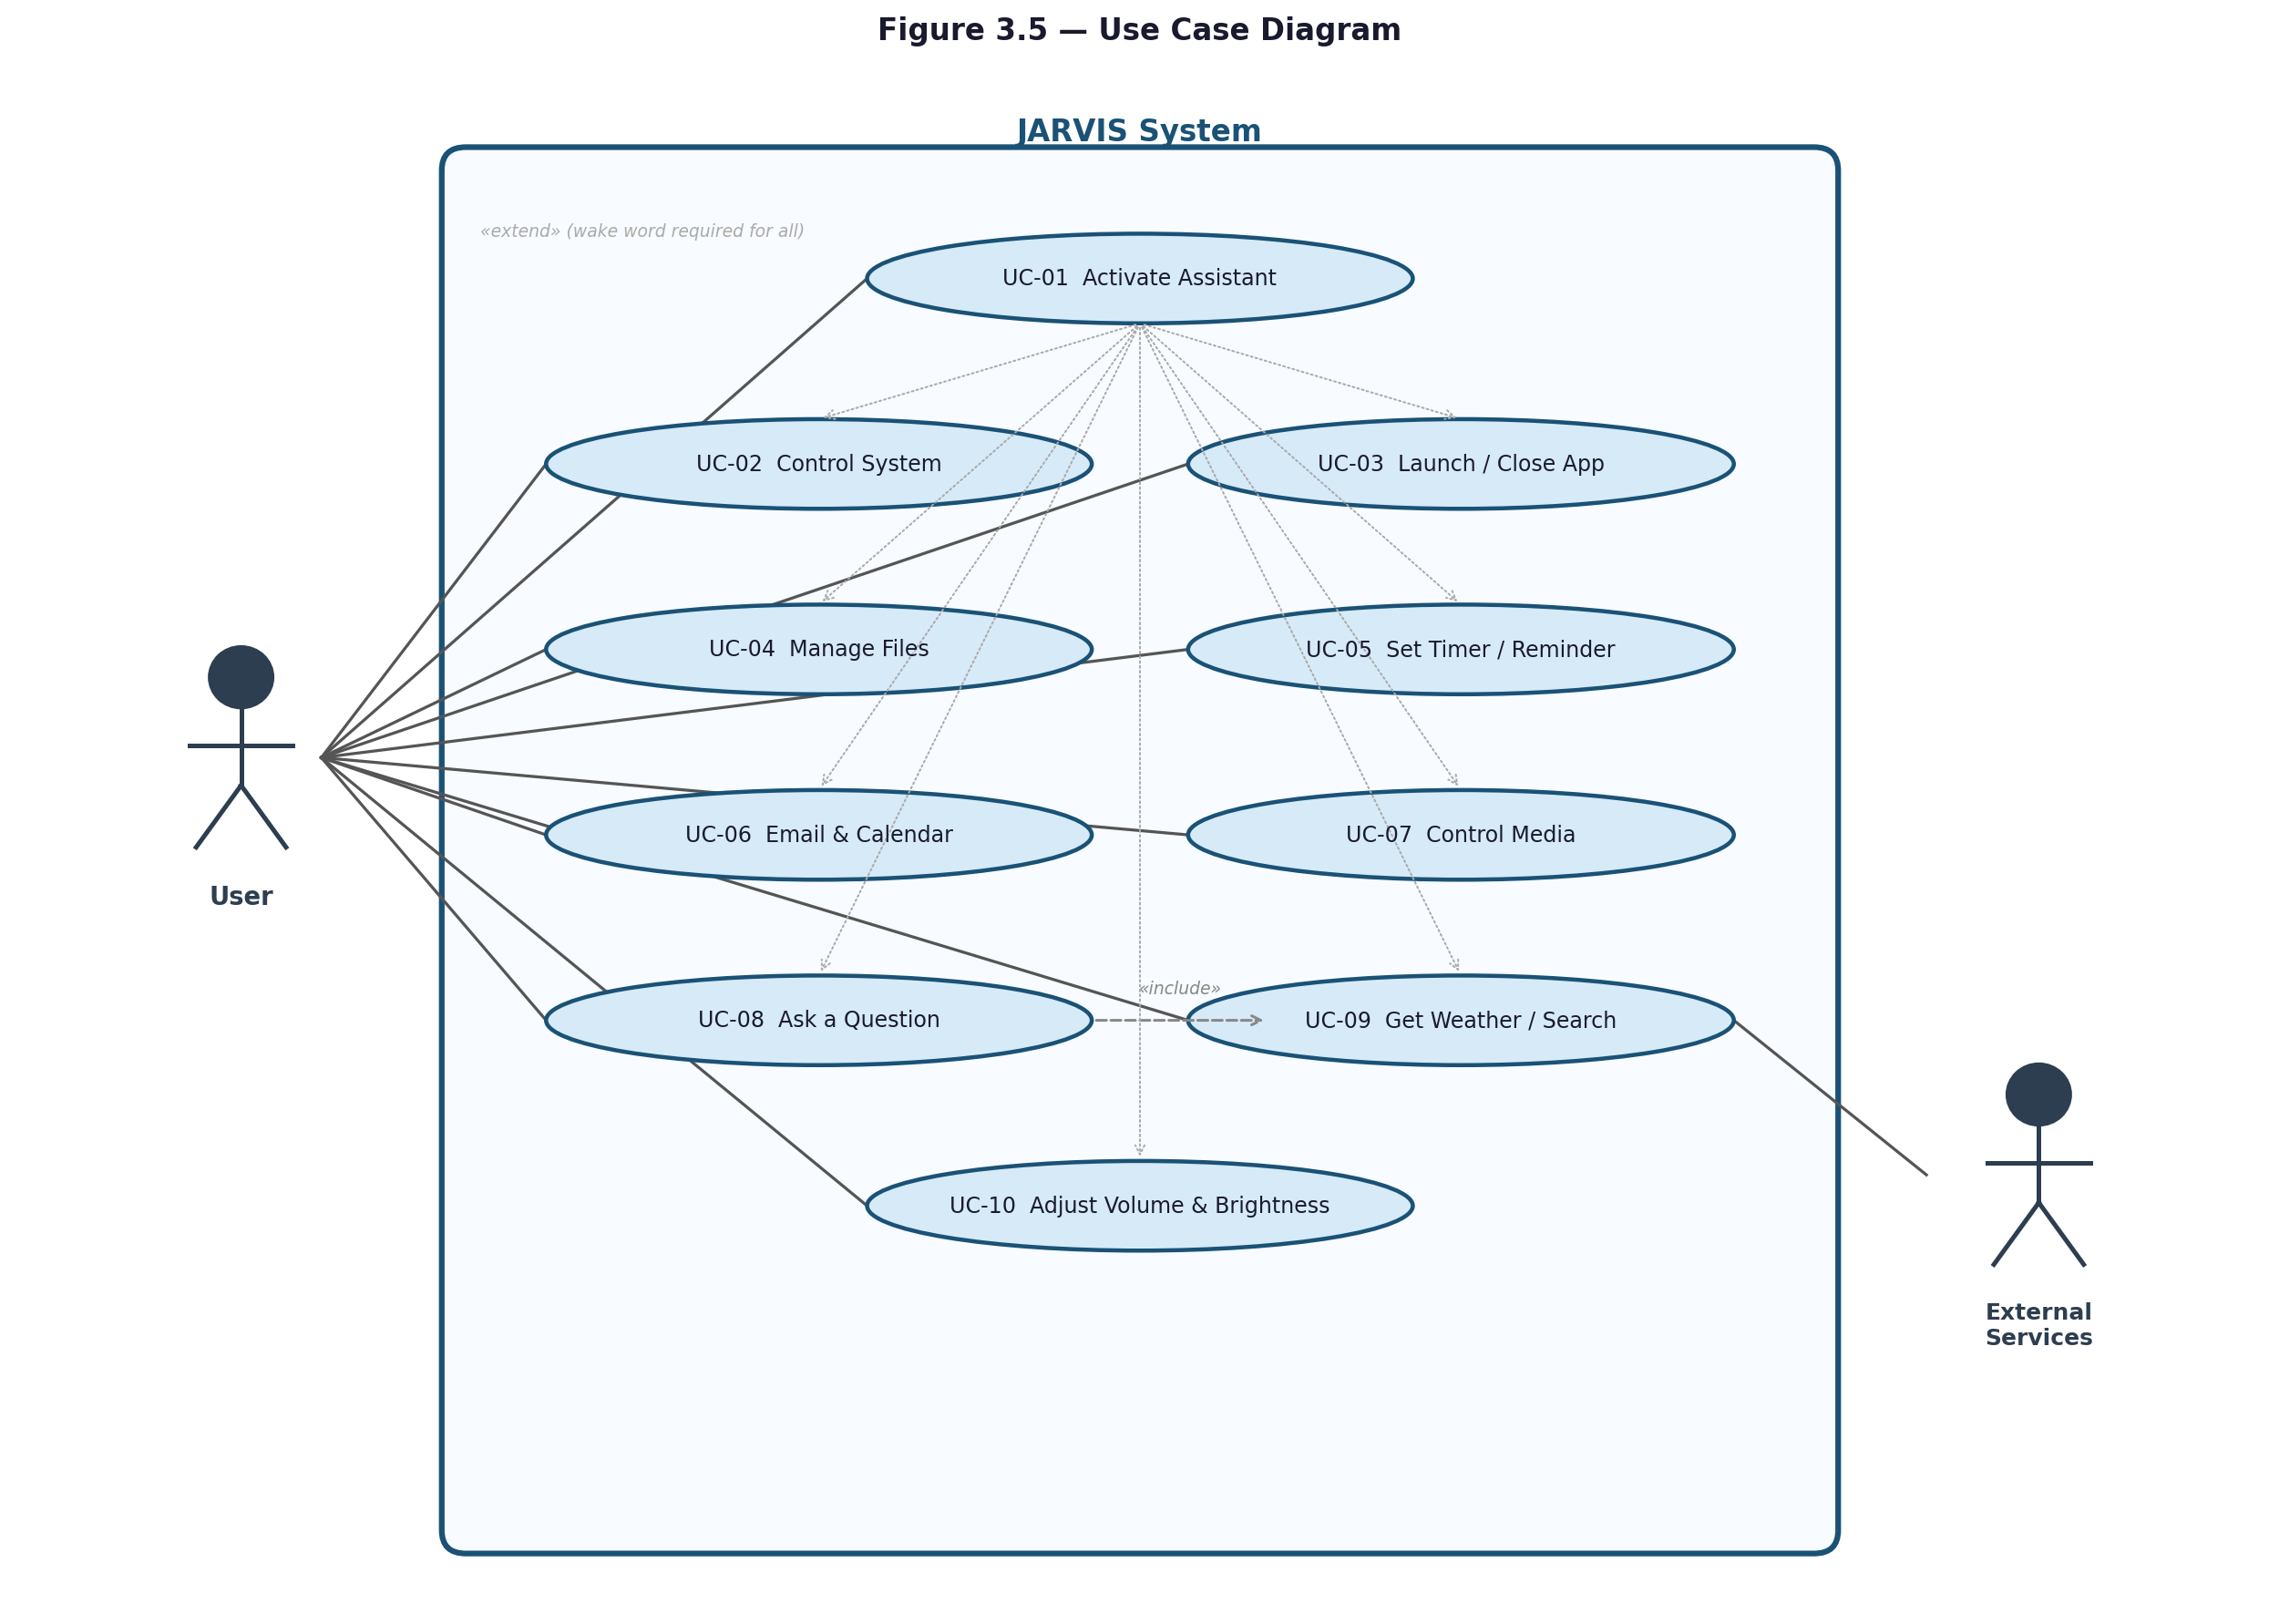 Figure 3.5 — Use Case Diagram
JARVIS System
«extend» (wake word required for all)
UC-01  Activate Assistant
UC-02  Control System
UC-03  Launch / Close App
UC-04  Manage Files
UC-05  Set Timer / Reminder
UC-06  Email & Calendar
UC-07  Control Media
User
«include»
UC-08  Ask a Question
UC-09  Get Weather / Search
UC-10  Adjust Volume & Brightness
External
Services